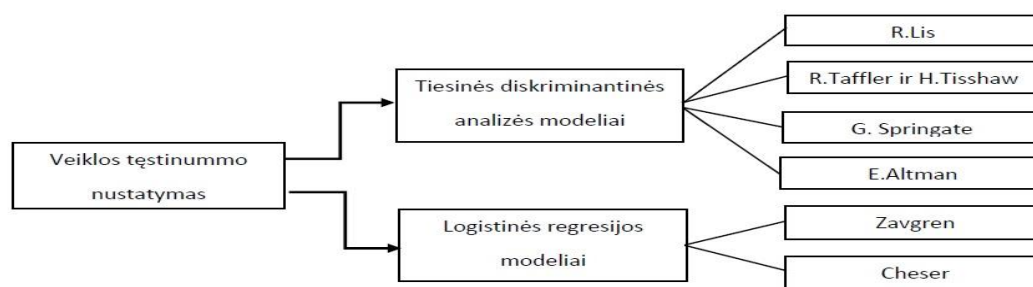 Veiklos tęstinummo
nustatymas
Tiesinės diskriminantinės
analizės modeliai
R.Lis
R.Taffler ir H.Tisshaw
G. Springate
E.Altman
Logistinės regresijos
modeliai
Zavgren
Cheser